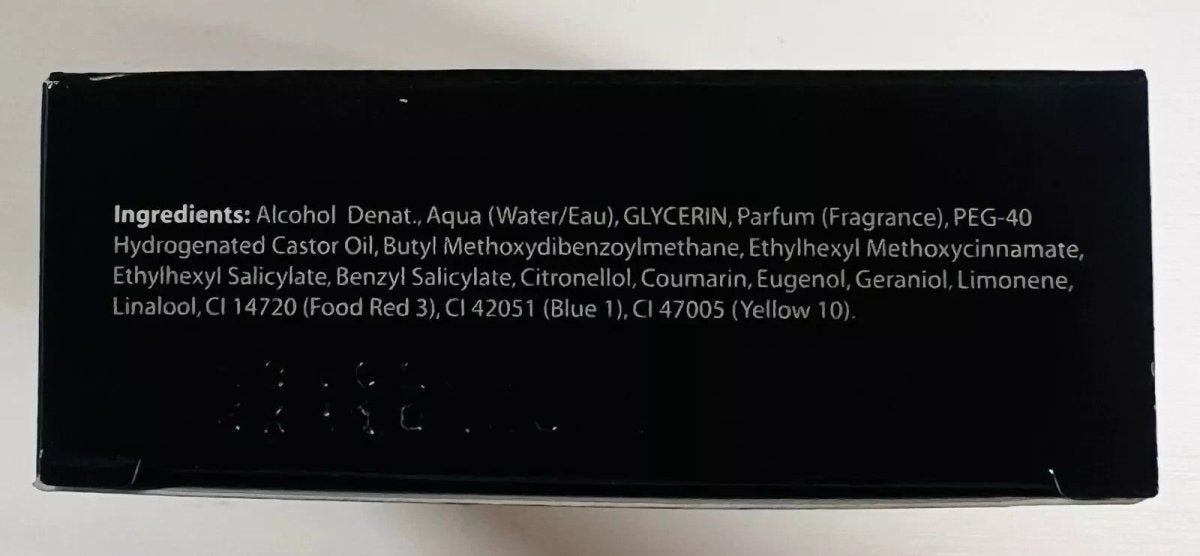 Ingredients: Alcohol Denat., Aqua (Water/Eau), GLYCERIN, Parfum (Fragrance), PEG-40
Hydrogenated Castor Oil, Butyl Methoxydibenzoylmethane, Ethylhexyl Methoxycinnamate,
Ethylhexyl Salicylate, Benzyl Salicylate, Citronellol, Coumarin, Eugenol, Geraniol, Limonene,
Linalool, CI 14720 (Food Red 3), CI 42051 (Blue 1), CI 47005 (Yellow 10).